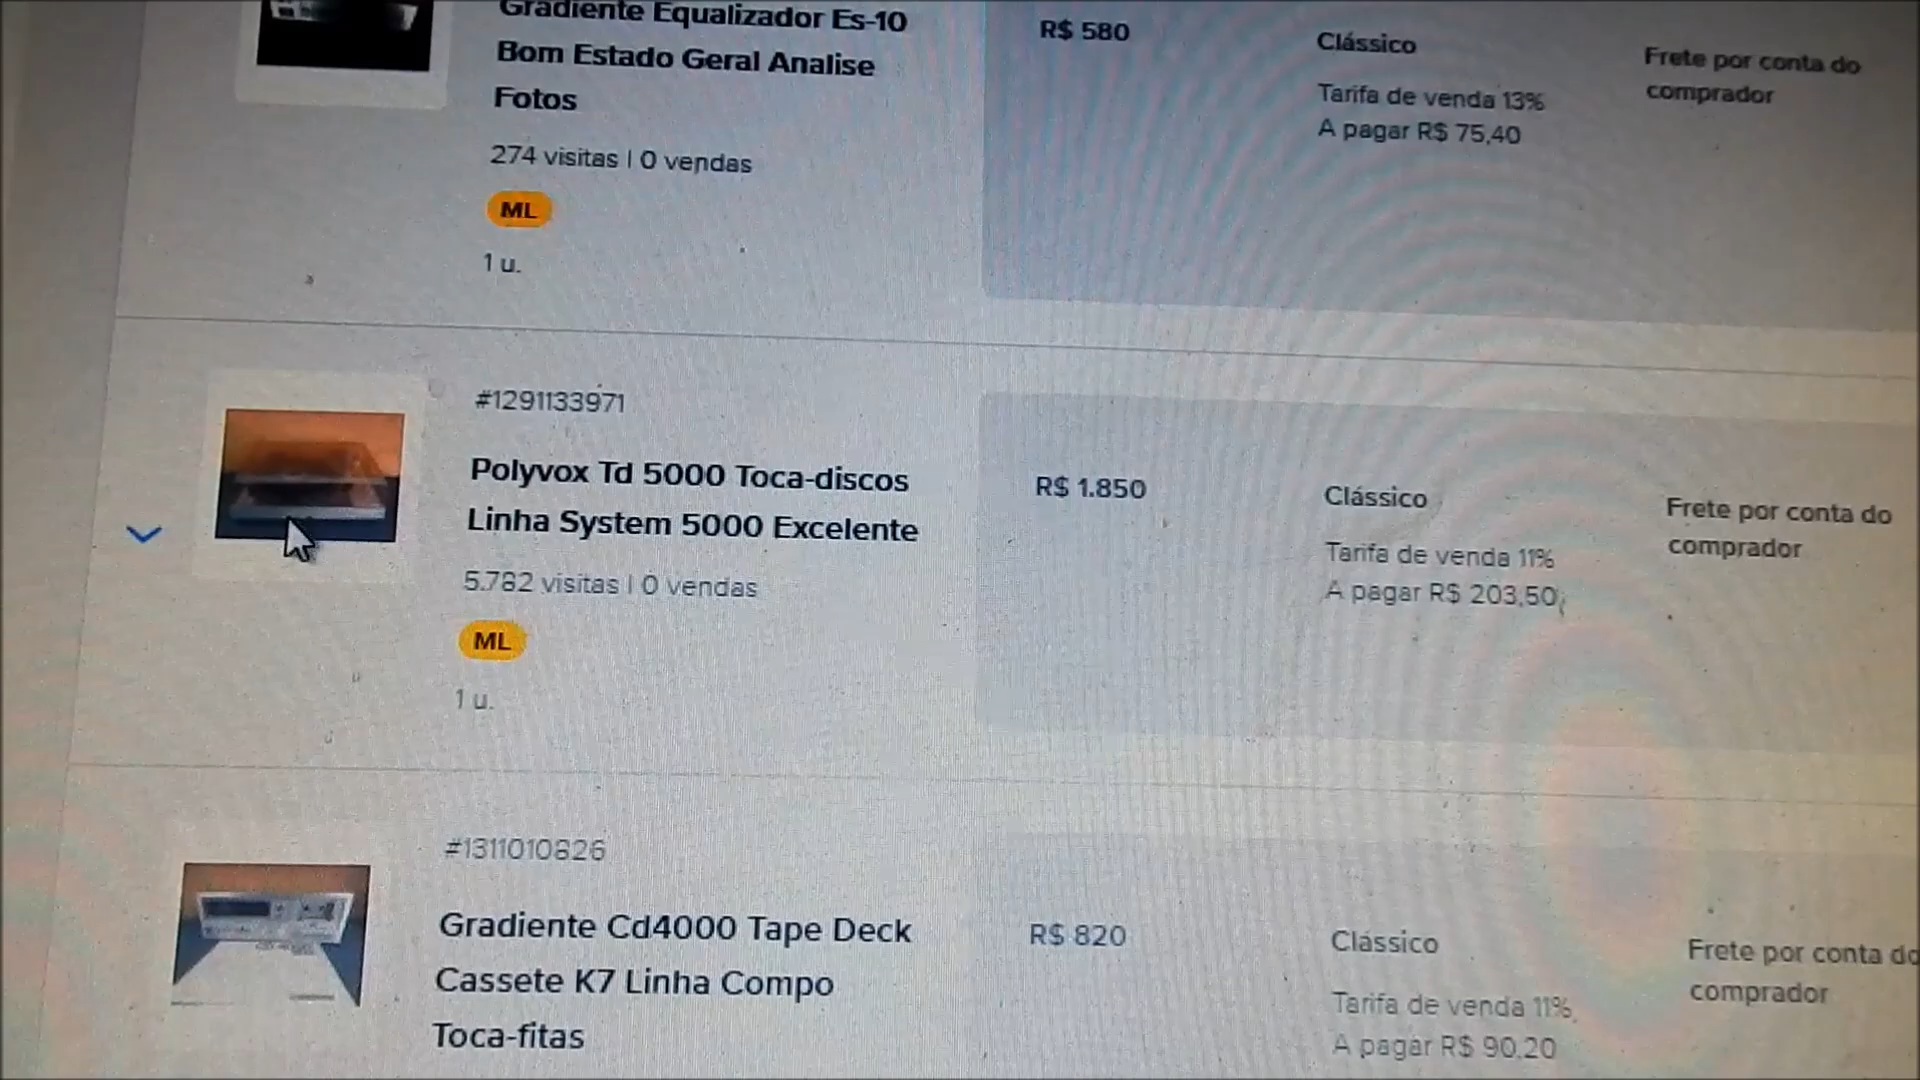 Gradiente Equalizador Es-10
Bom Estado Geral Analise
Fotos
274 visitas | 0 vendas
ML
1 u.
R$ 580
Clássico
Tarifa de venda 13%
A pagar R$ 75,40
Frete por conta do
comprador
#1291133971
Polyvox Td 5000 Toca-discos
Linha System 5000 Excelente
5.782 visitas | 0 vendas
ML
1 u.
R$ 1.850
Clássico
Tarifa de venda 11%
A pagar R$ 203,50
Frete por conta do
comprador
#1311010826
Gradiente Cd4000 Tape Deck
Cassete K7 Linha Compo
Toca-fitas
R$ 820
Clássico
Tarifa de venda 11%
A pagar R$ 90,20
Frete por conta do
comprador